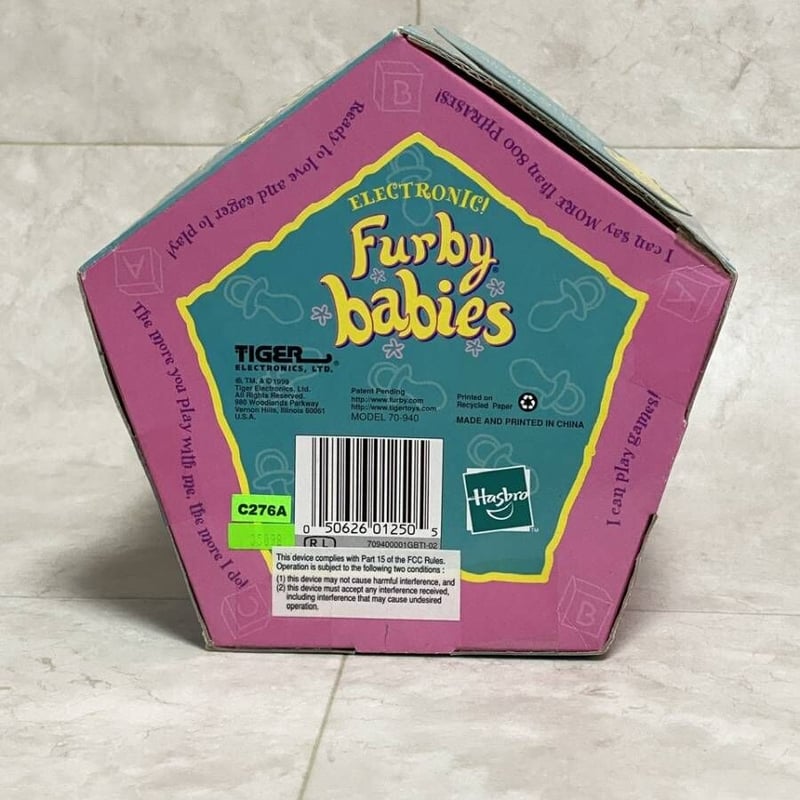 B
Ready to love and eager to play!
I can say MORE than 800 PHRASES!
A
A
ELECTRONIC!
Furby
babies
The more you play with me, the more I do!
I can play games!
TIGER®
ELECTRONICS, LTD.
®, TM, & © 1999
Tiger Electronics, Ltd.
All Rights Reserved.
980 Woodlands Parkway
Vernon Hills, Illinois 60061
U.S.A.
Patent Pending
http://www.furby.com
http://www.tigertoys.com
MODEL 70-940
Printed on
Recycled Paper
MADE AND PRINTED IN CHINA
Hasbro
TM
C276A
0 50626 01250 5
R L
709400001GBTI-02
This device complies with Part 15 of the FCC Rules.
Operation is subject to the following two conditions :
(1) this device may not cause harmful interference, and
(2) this device must accept any interference received,
including interference that may cause undesired
operation.
C
B